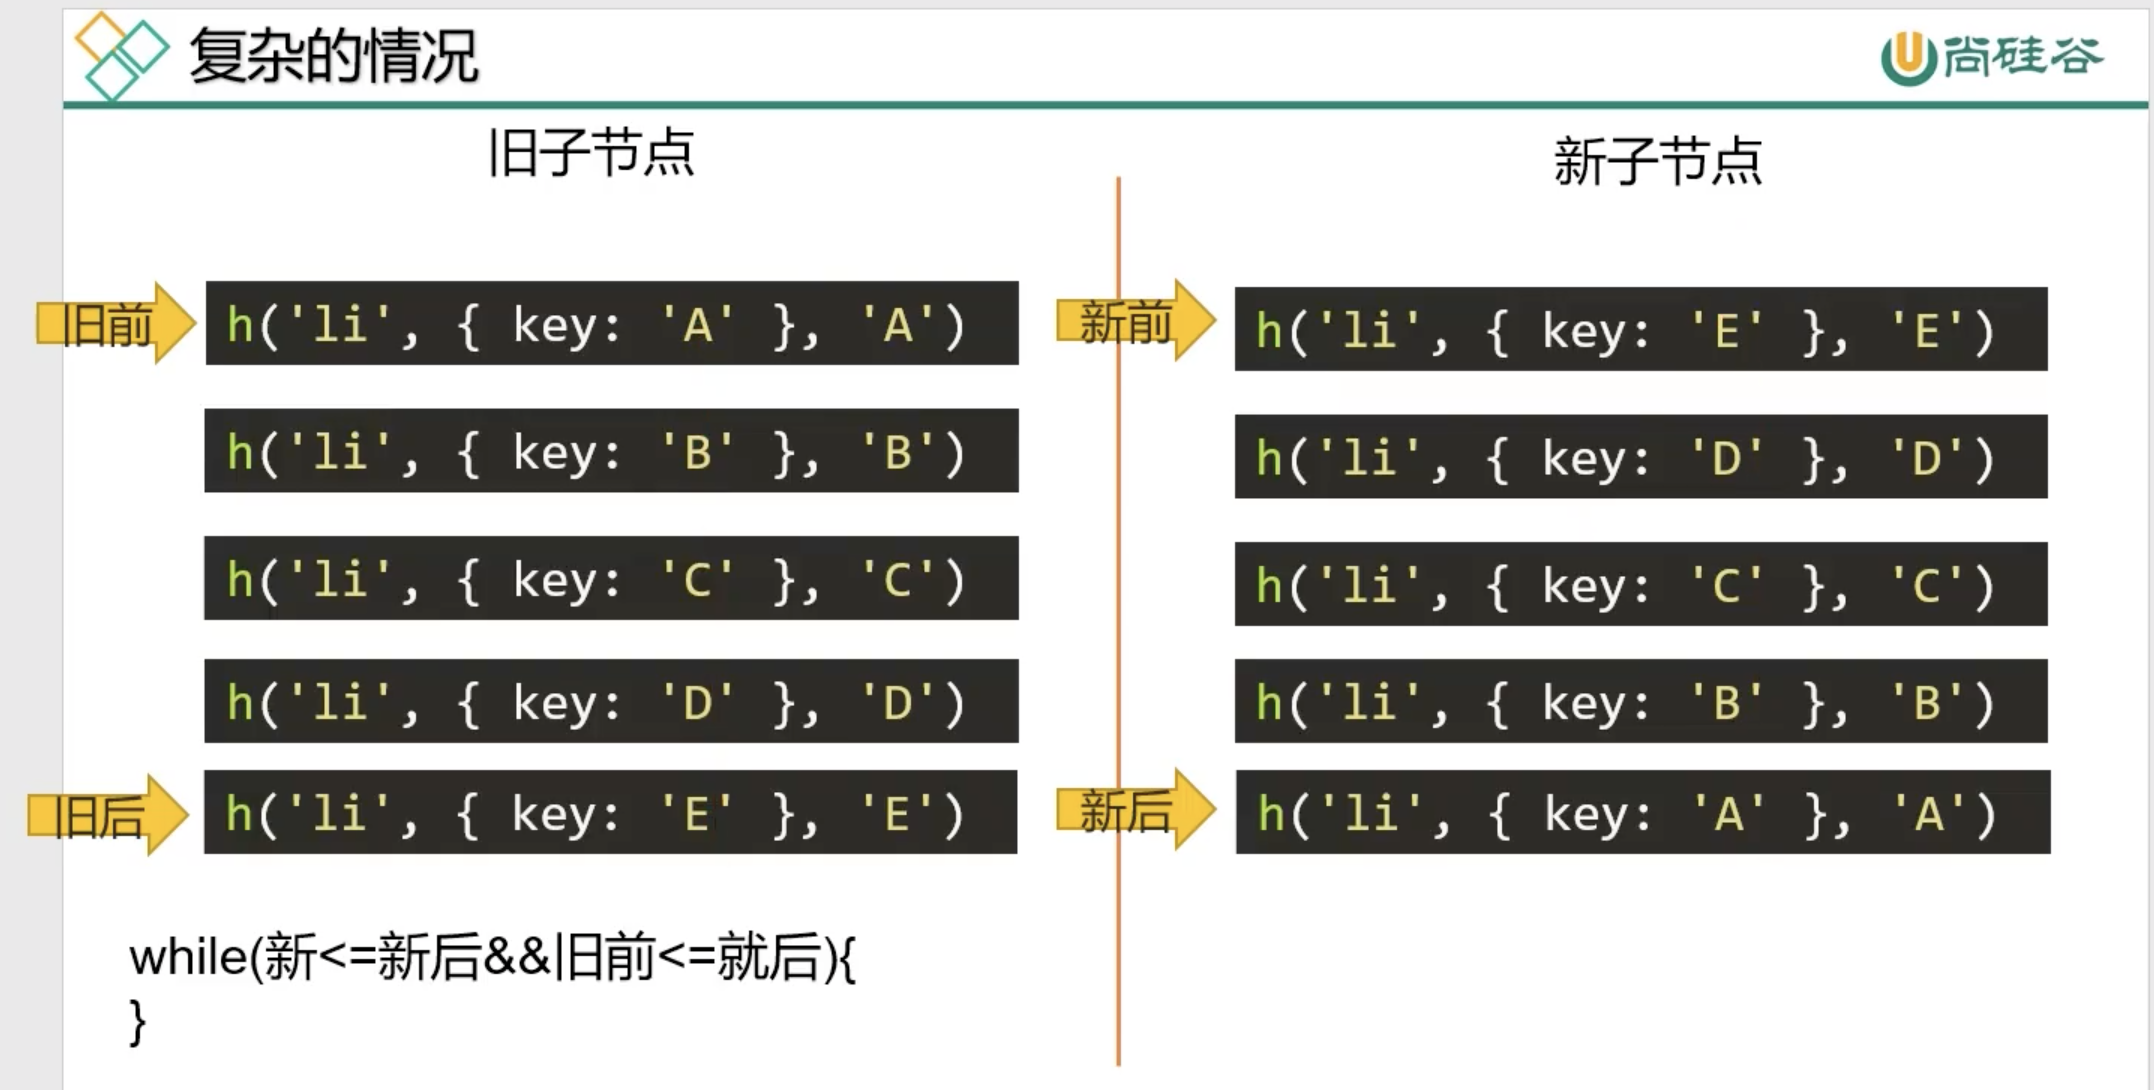 复杂的情况
尚硅谷
旧子节点
新子节点
旧前
h('li', { key: 'A' }, 'A')
h('li', { key: 'B' }, 'B')
h('li', { key: 'C' }, 'C')
h('li', { key: 'D' }, 'D')
旧后
h('li', { key: 'E' }, 'E')
新前
h('li', { key: 'E' }, 'E')
h('li', { key: 'D' }, 'D')
h('li', { key: 'C' }, 'C')
h('li', { key: 'B' }, 'B')
新后
h('li', { key: 'A' }, 'A')
while(新<=新后&&旧前<=就后){
}